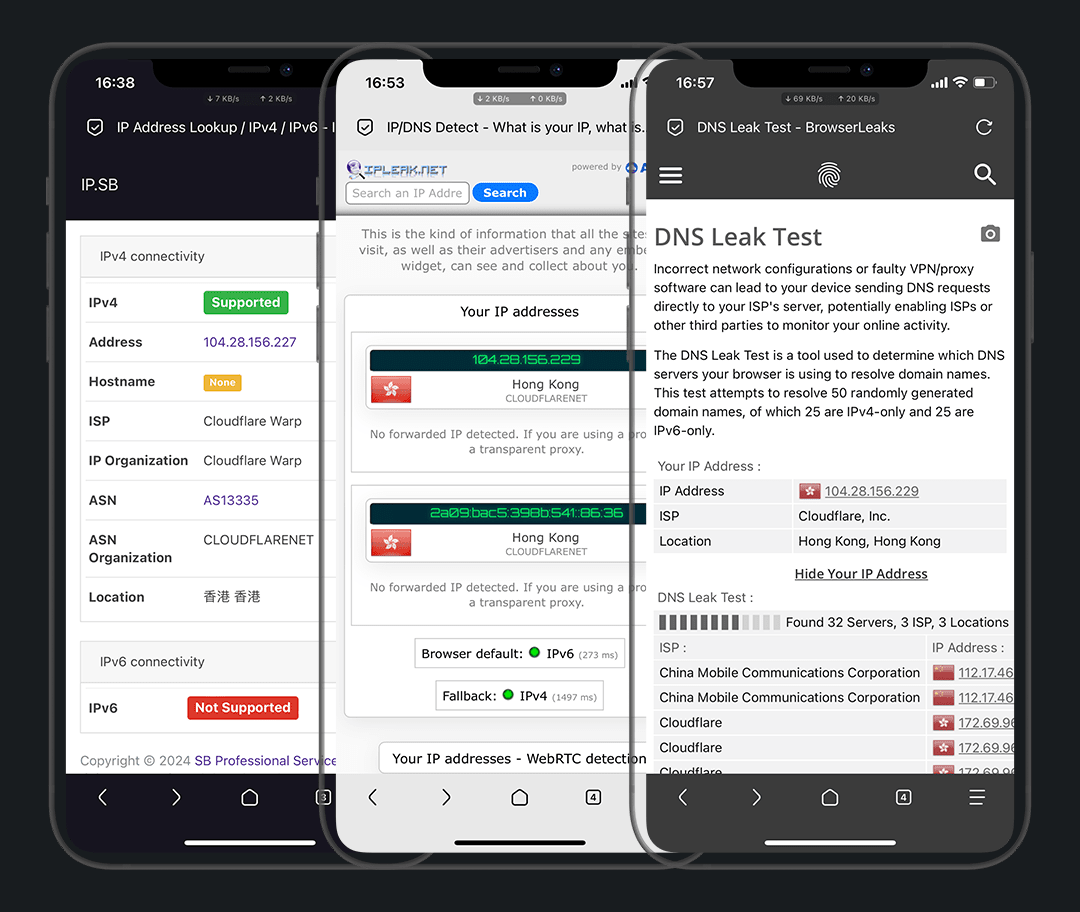 16:38
↓ 7 KB/s ↑ 2 KB/s
IP Address Lookup / IPv4 / IPv6 - I
IP.SB
IPv4 connectivity
IPv4 Supported
Address 104.28.156.227
Hostname None
ISP Cloudflare Warp
IP Organization Cloudflare Warp
ASN AS13335
ASN CLOUDFLARENET
Organization
Location 香港 香港
IPv6 connectivity
IPv6 Not Supported
Copyright © 2024 SB Professional Service
3
16:53
↓ 2 KB/s ↑ 0 KB/s
IP/DNS Detect - What is your IP, what is...
IPLEAK.NET
powered by A
Search an IP Addre Search
This is the kind of information that all the sites
visit, as well as their advertisers and any embe
widget, can see and collect about you.
Your IP addresses
104.28.156.229
Hong Kong
CLOUDFLARENET
No forwarded IP detected. If you are using a pro
a transparent proxy.
2a09:bac5:398b:541::86:36
Hong Kong
CLOUDFLARENET
No forwarded IP detected. If you are using a pro
a transparent proxy.
Browser default: IPv6 (273 ms)
Fallback: IPv4 (1497 ms)
Your IP addresses - WebRTC detection
4
16:57
↓ 69 KB/s ↑ 20 KB/s
DNS Leak Test - BrowserLeaks
DNS Leak Test
Incorrect network configurations or faulty VPN/proxy
software can lead to your device sending DNS requests
directly to your ISP's server, potentially enabling ISPs or
other third parties to monitor your online activity.
The DNS Leak Test is a tool used to determine which DNS
servers your browser is using to resolve domain names.
This test attempts to resolve 50 randomly generated
domain names, of which 25 are IPv4-only and 25 are
IPv6-only.
Your IP Address :
IP Address 104.28.156.229
ISP Cloudflare, Inc.
Location Hong Kong, Hong Kong
Hide Your IP Address
DNS Leak Test :
Found 32 Servers, 3 ISP, 3 Locations
ISP : IP Address :
China Mobile Communications Corporation 112.17.46
China Mobile Communications Corporation 112.17.46
Cloudflare 172.69.96
Cloudflare 172.69.96
Cloudflare 172.69.96
4